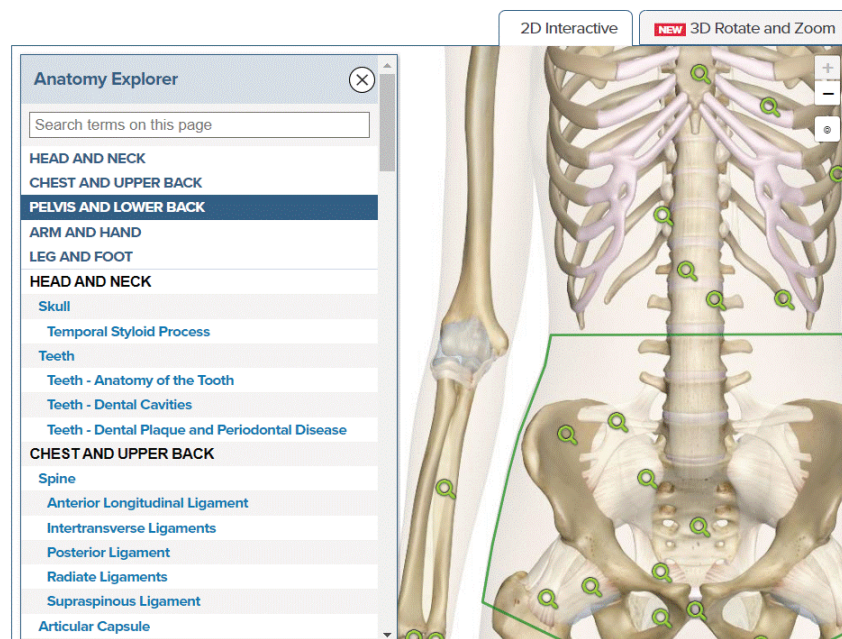 2D Interactive
NEW 3D Rotate and Zoom
Anatomy Explorer
Search terms on this page
HEAD AND NECK
CHEST AND UPPER BACK
PELVIS AND LOWER BACK
ARM AND HAND
LEG AND FOOT
HEAD AND NECK
Skull
Temporal Styloid Process
Teeth
Teeth - Anatomy of the Tooth
Teeth - Dental Cavities
Teeth - Dental Plaque and Periodontal Disease
CHEST AND UPPER BACK
Spine
Anterior Longitudinal Ligament
Intertransverse Ligaments
Posterior Ligament
Radiate Ligaments
Supraspinous Ligament
Articular Capsule